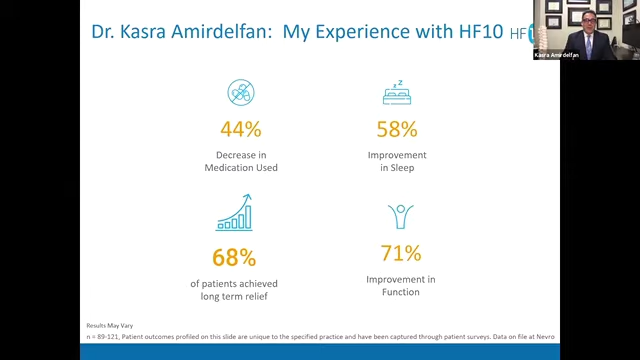 Dr. Kasra Amirdelfan: My Experience with HF10
HF
Kasra Amirdelfan
z Z
44%
58%
Decrease in
Medication Used
Improvement
in Sleep
68%
71%
of patients achieved
long term relief
Improvement in
Function
Results May Vary
n = 89-121, Patient outcomes profiled on this slide are unique to the specified practice and have been captured through patient surveys. Data on file at Nevro